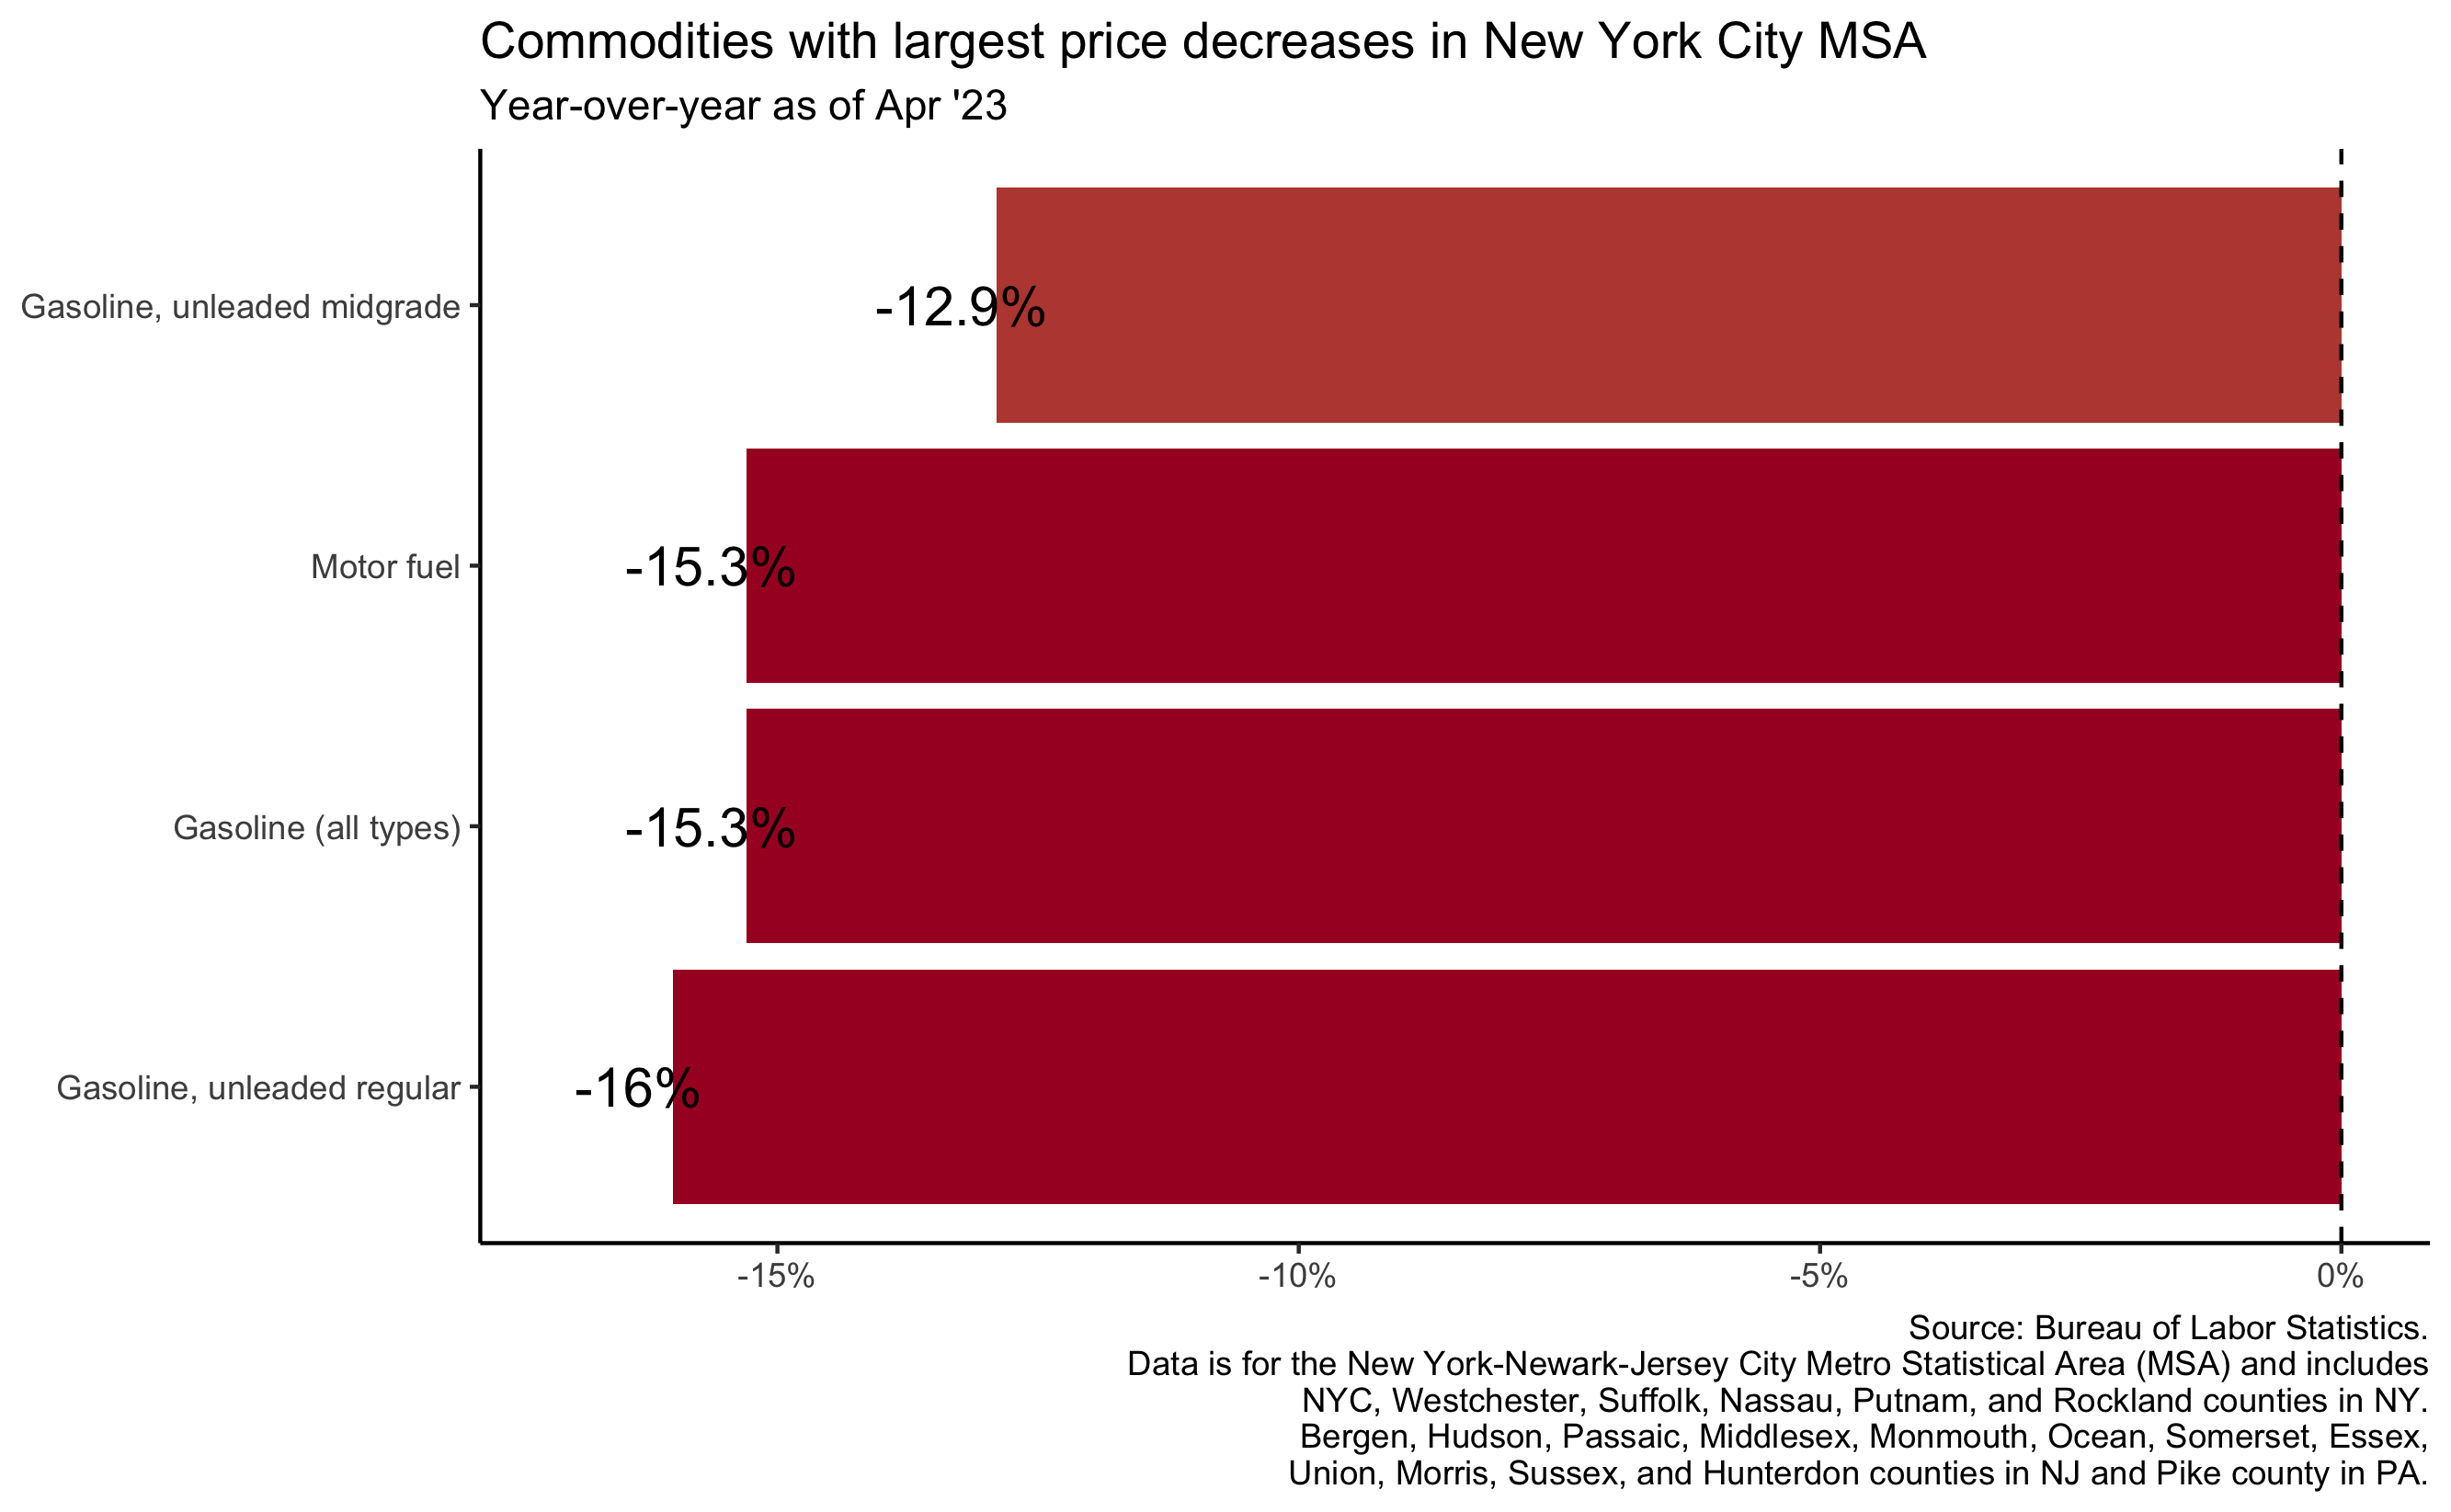 Commodities with largest price decreases in New York City MSA
Year-over-year as of Apr '23
Gasoline, unleaded midgrade
-12.9%
Motor fuel
-15.3%
Gasoline (all types)
-15.3%
Gasoline, unleaded regular
-16%
-15%
-10%
-5%
0%
Source: Bureau of Labor Statistics.
Data is for the New York-Newark-Jersey City Metro Statistical Area (MSA) and includes
NYC, Westchester, Suffolk, Nassau, Putnam, and Rockland counties in NY.
Bergen, Hudson, Passaic, Middlesex, Monmouth, Ocean, Somerset, Essex,
Union, Morris, Sussex, and Hunterdon counties in NJ and Pike county in PA.